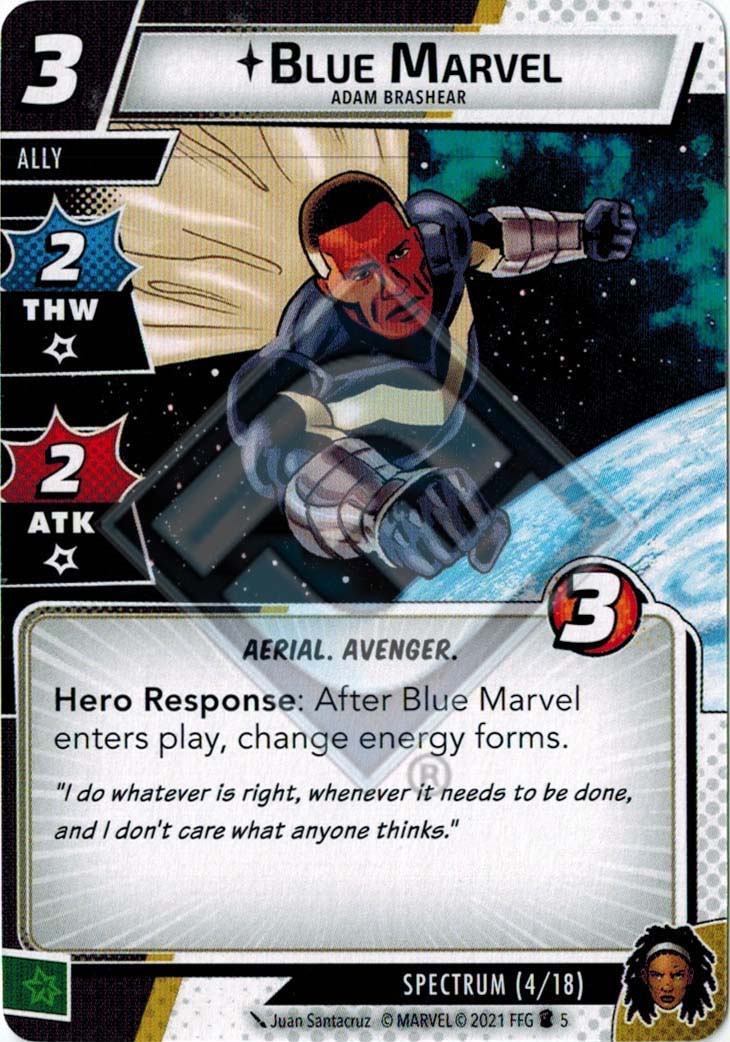 3
BLUE MARVEL
ADAM BRASHEAR
ALLY
2
THW
2
ATK
3
AERIAL. AVENGER.
Hero Response: After Blue Marvel
enters play, change energy forms.
"I do whatever is right, whenever it needs to be done,
and I don't care what anyone thinks."
®
SPECTRUM (4/18)
Juan Santacruz © MARVEL © 2021 FFG 5